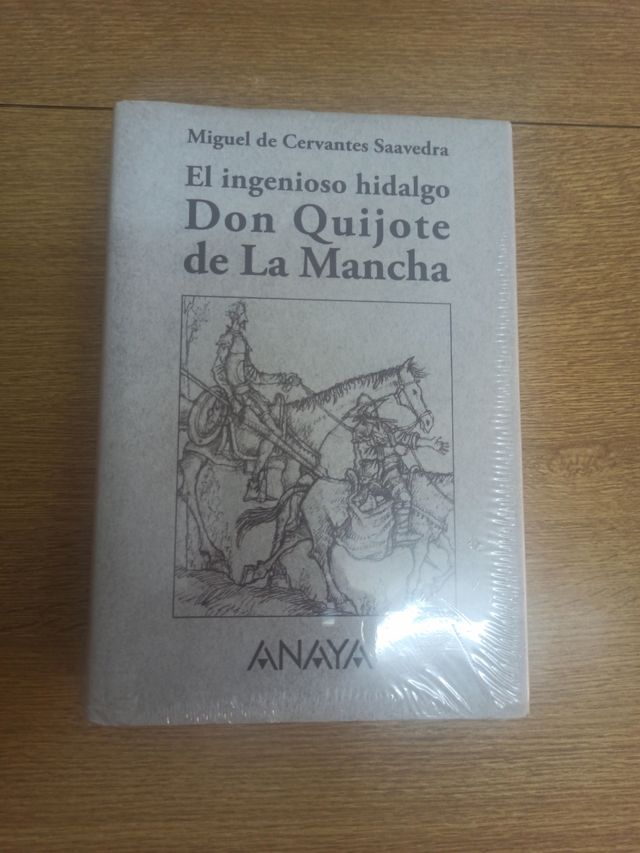 Miguel de Cervantes Saavedra
El ingenioso hidalgo
Don Quijote
de La Mancha
ANAYA